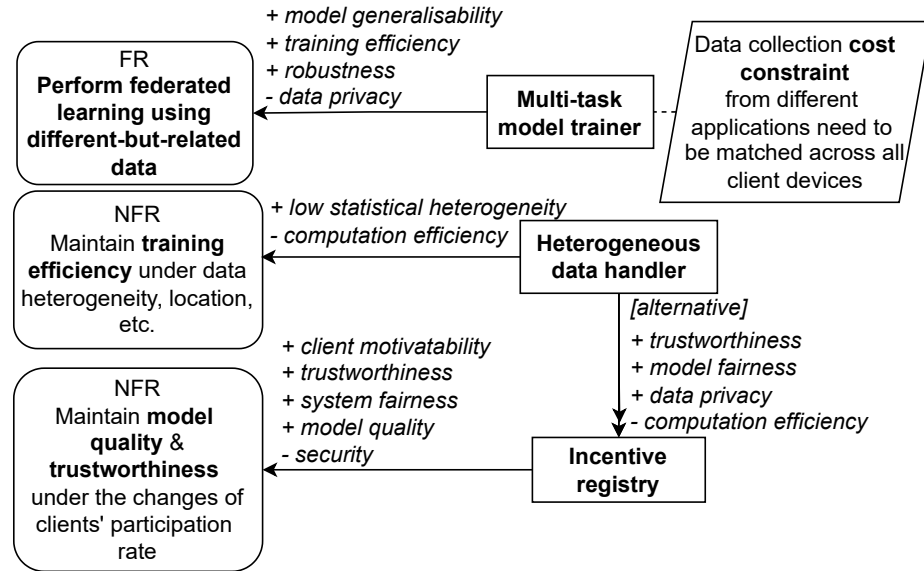 FR
Perform federated
learning using
different-but-related
data
+ model generalisability
+ training efficiency
+ robustness
- data privacy
Multi-task
model trainer
Data collection cost
constraint
from different
applications need to
be matched across all
client devices
NFR
Maintain training
efficiency under data
heterogeneity, location,
etc.
+ low statistical heterogeneity
- computation efficiency
Heterogeneous
data handler
[alternative]
+ trustworthiness
+ model fairness
+ data privacy
- computation efficiency
NFR
Maintain model
quality &
trustworthiness
under the changes of
clients' participation
rate
+ client motivatability
+ trustworthiness
+ system fairness
+ model quality
- security
Incentive
registry